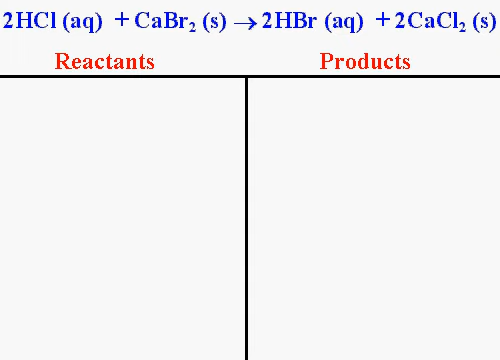 2HCl (aq) + CaBr₂ (s) → 2HBr (aq) + 2CaCl₂ (s)
Reactants Products